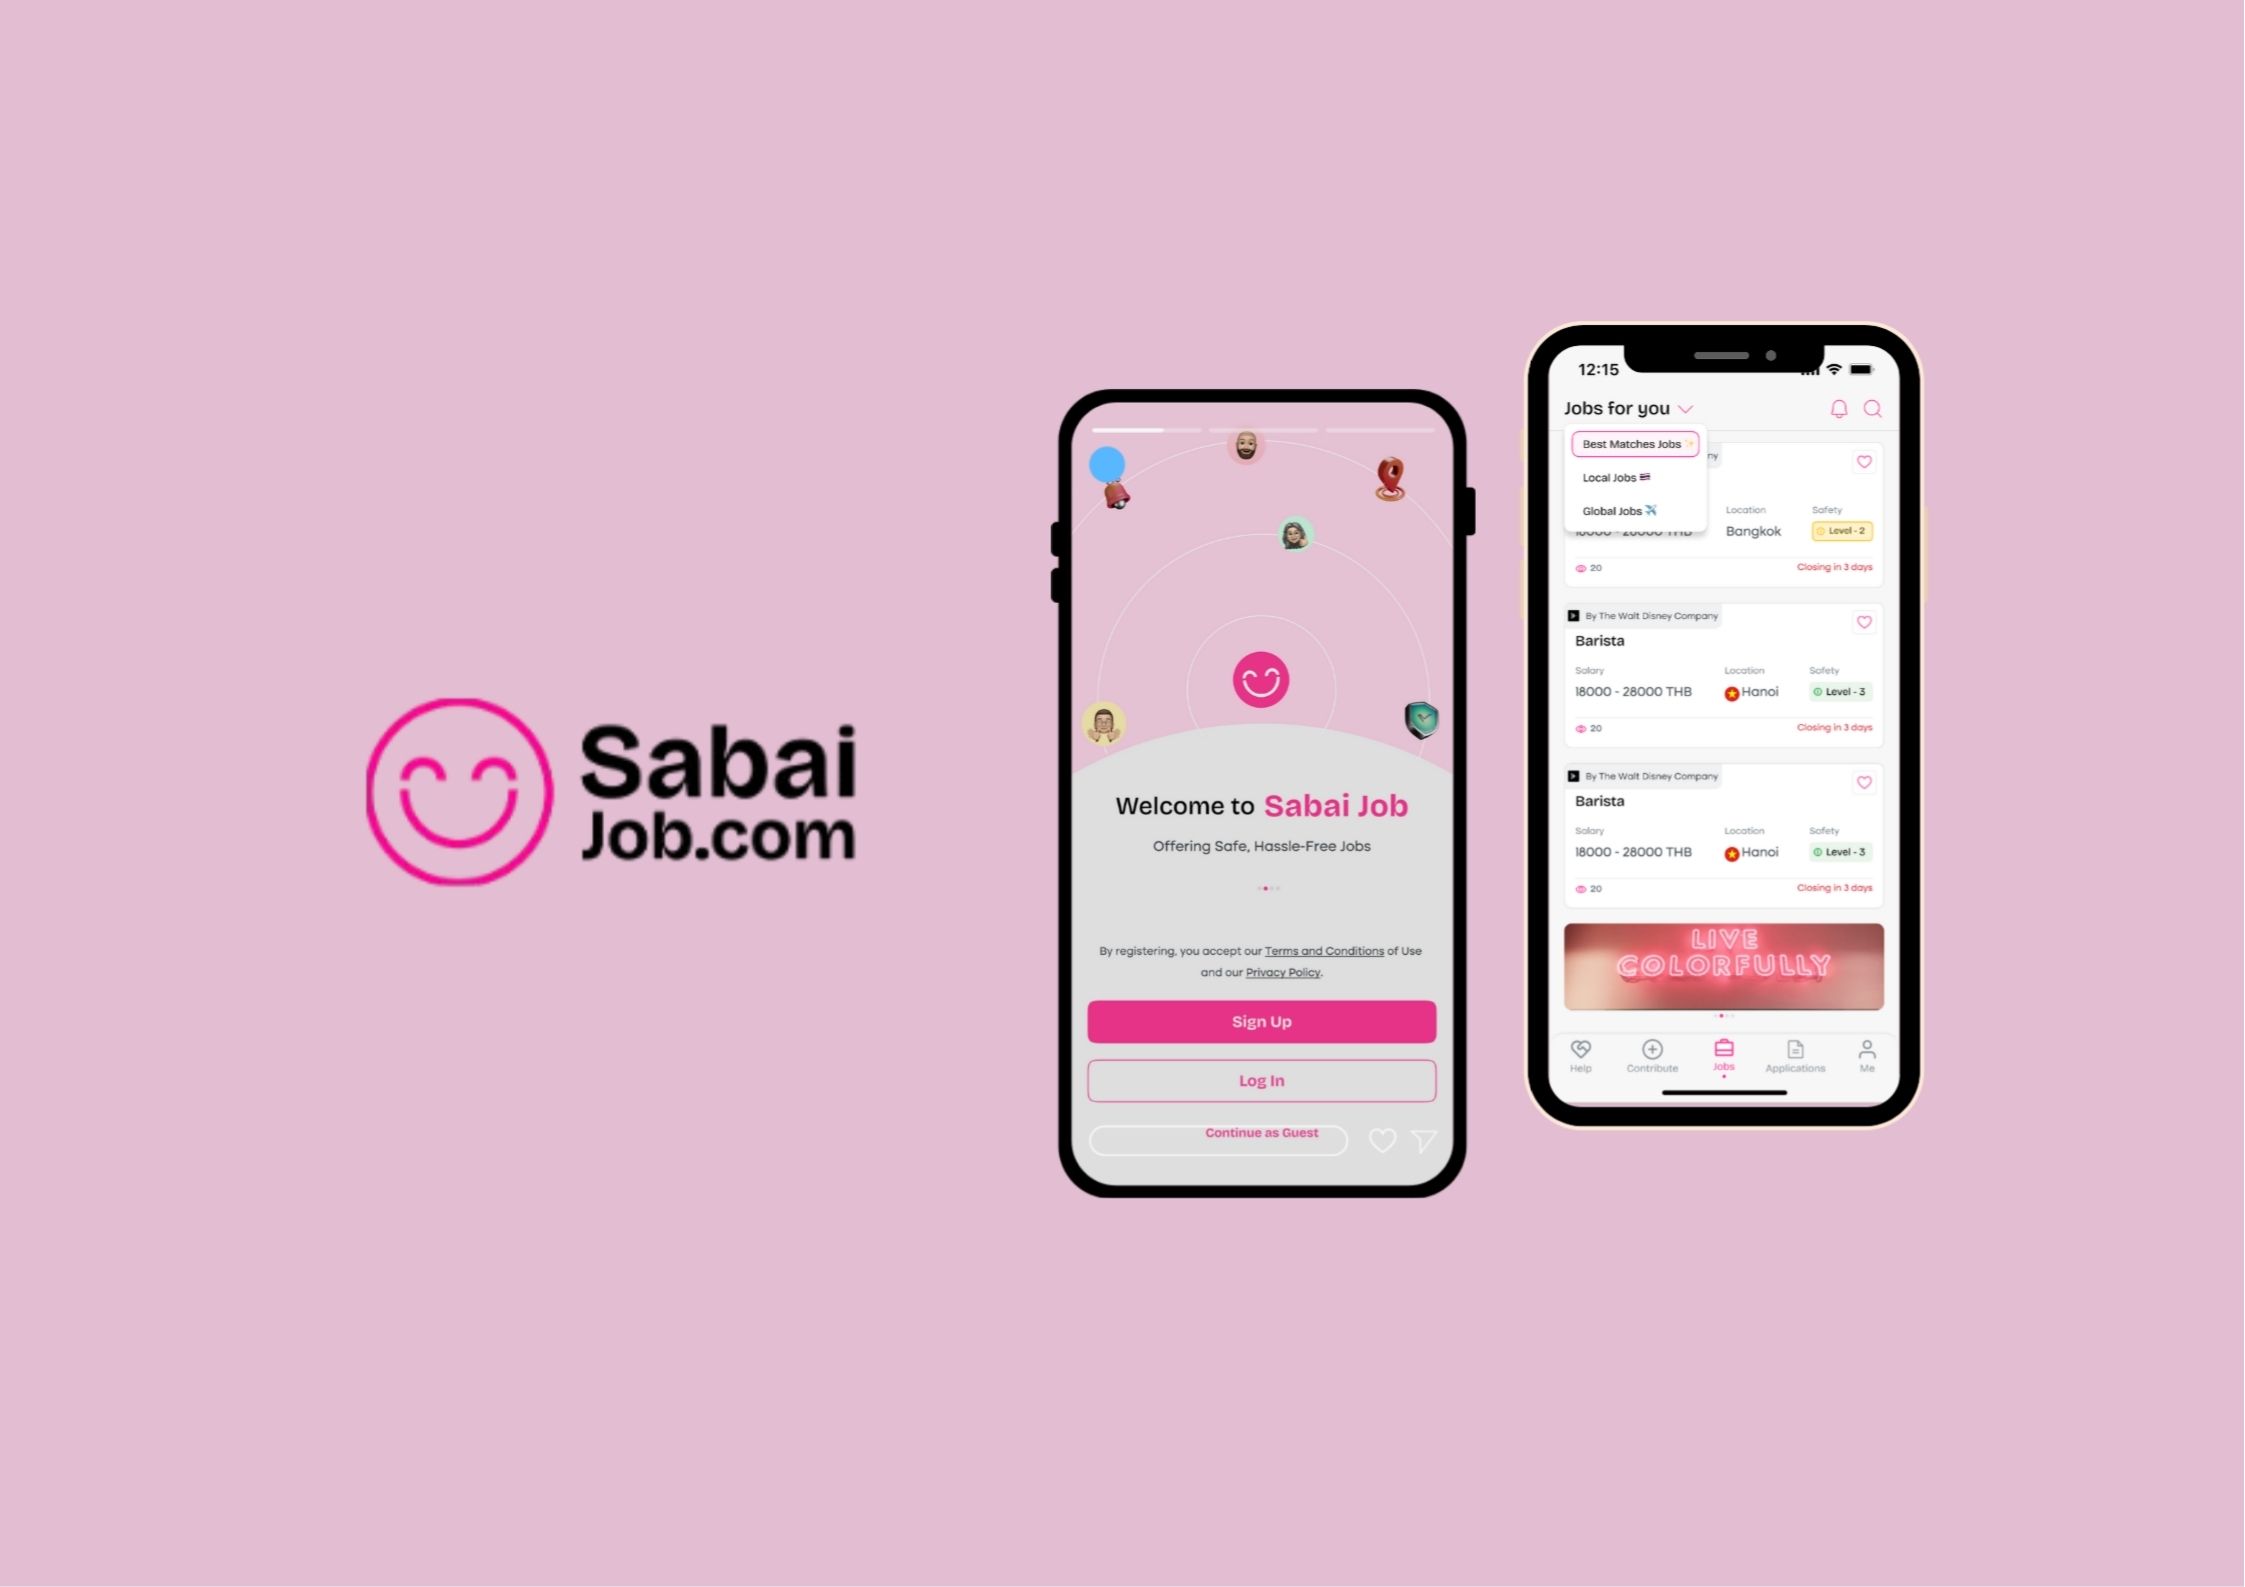 Sabai
Job.com
Welcome to Sabai Job
Offering Safe, Hassle-Free Jobs
By registering, you accept our Terms and Conditions of Use
and our Privacy Policy.
Sign Up
Log In
Continue as Guest
12:15
Jobs for you
Best Matches Jobs
Local Jobs
Global Jobs
ny
Location
Safety
18000 - 28000 THB
Bangkok
Level - 2
20
Closing in 3 days
By The Walt Disney Company
Barista
Salary
Location
Safety
18000 - 28000 THB
Hanoi
Level - 3
20
Closing in 3 days
By The Walt Disney Company
Barista
Salary
Location
Safety
18000 - 28000 THB
Hanoi
Level - 3
20
Closing in 3 days
LIVE
COLORFULLY
Help
Contribute
Jobs
Applications
Me